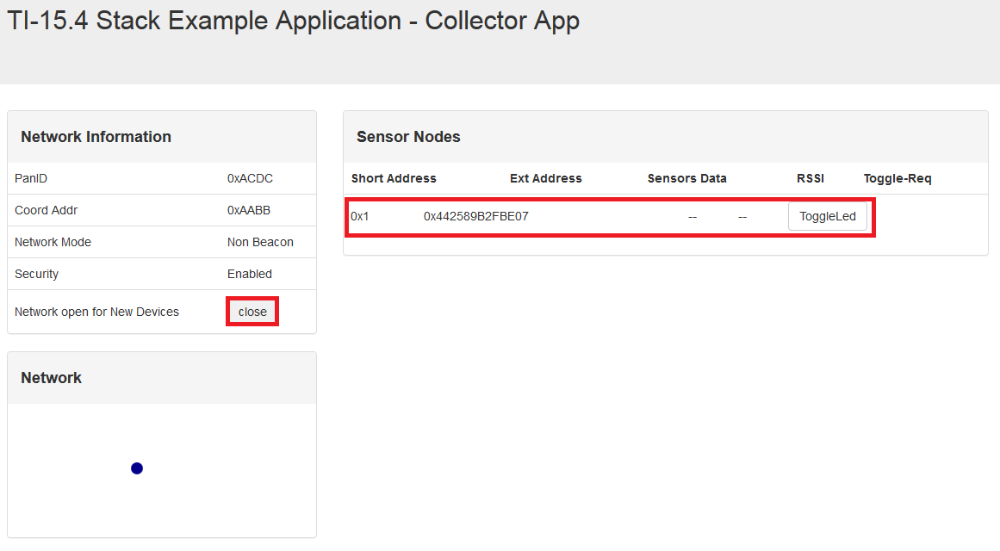 TI-15.4 Stack Example Application - Collector App
Network Information
PanID 0xACDC
Coord Addr 0xAABB
Network Mode Non Beacon
Security Enabled
Network open for New Devices close
Network
Sensor Nodes
Short Address Ext Address Sensors Data RSSI Toggle-Req
0x1 0x442589B2FBE07 -- -- ToggleLed